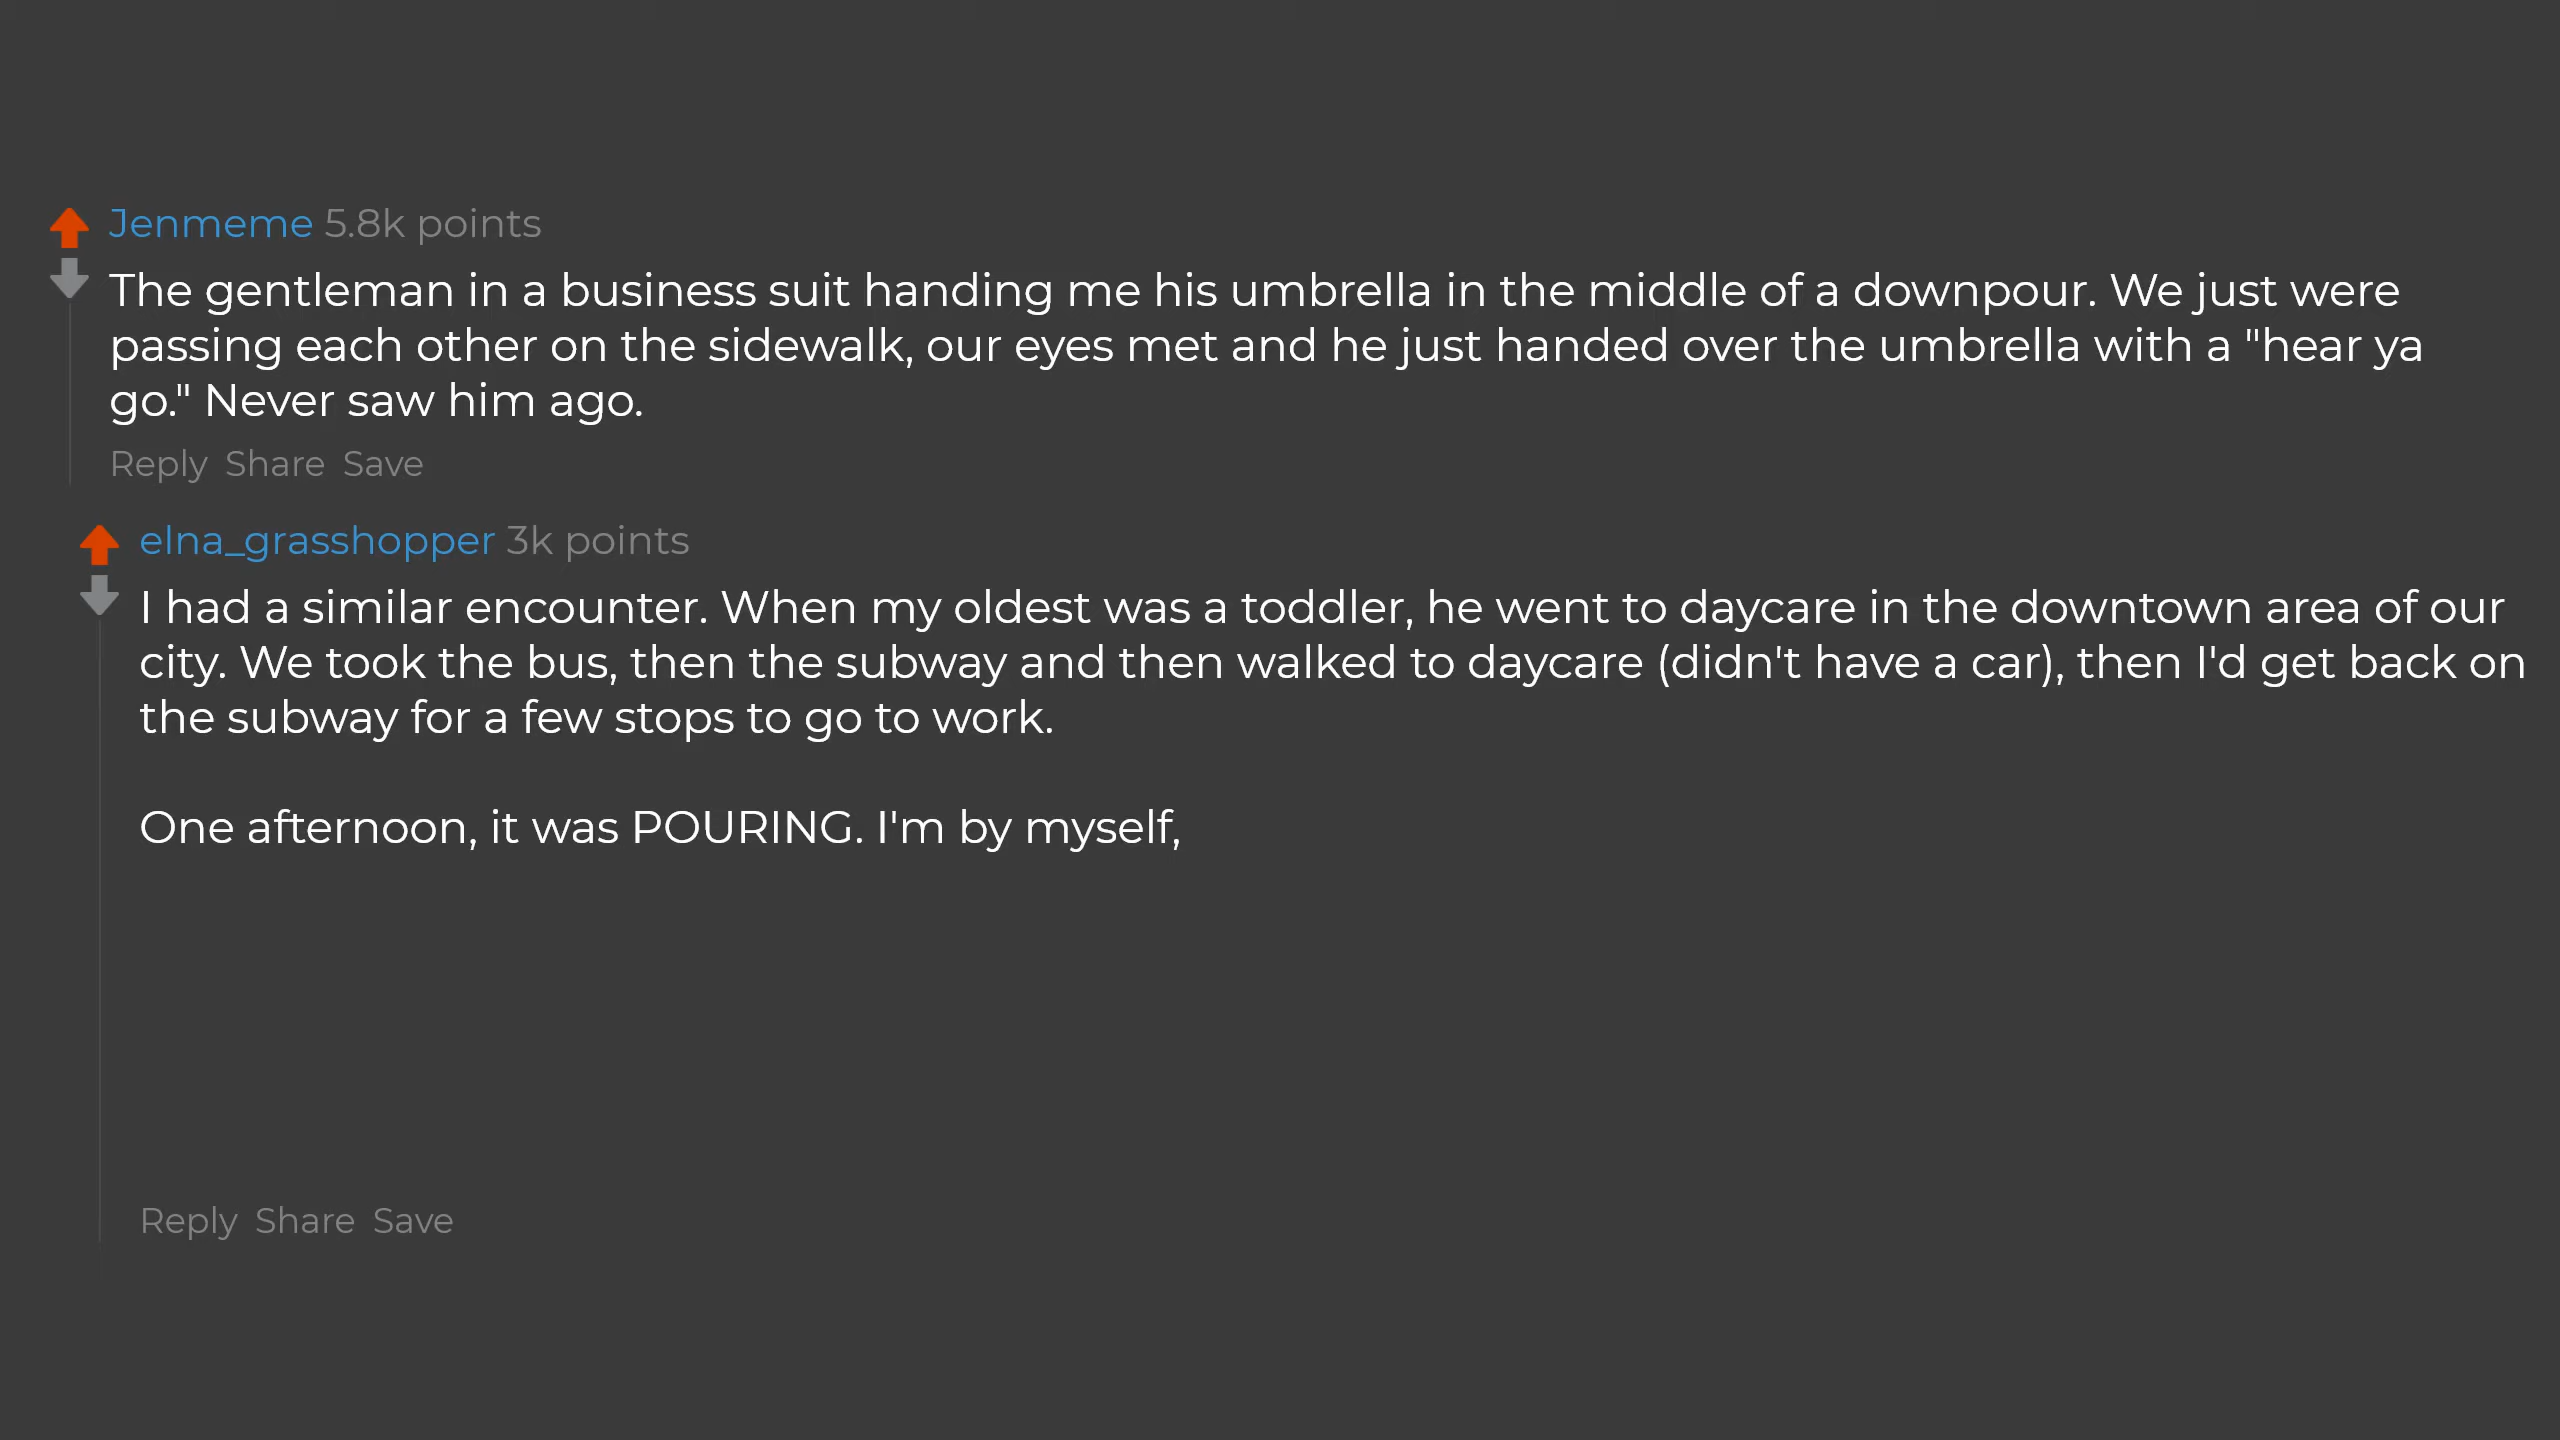 Jenmeme 5.8k points
The gentleman in a business suit handing me his umbrella in the middle of a downpour. We just were
passing each other on the sidewalk, our eyes met and he just handed over the umbrella with a "hear ya
go." Never saw him ago.
Reply Share Save
elna_grasshopper 3k points
I had a similar encounter. When my oldest was a toddler, he went to daycare in the downtown area of our
city. We took the bus, then the subway and then walked to daycare (didn't have a car), then I'd get back on
the subway for a few stops to go to work.
One afternoon, it was POURING. I'm by myself,
Reply Share Save